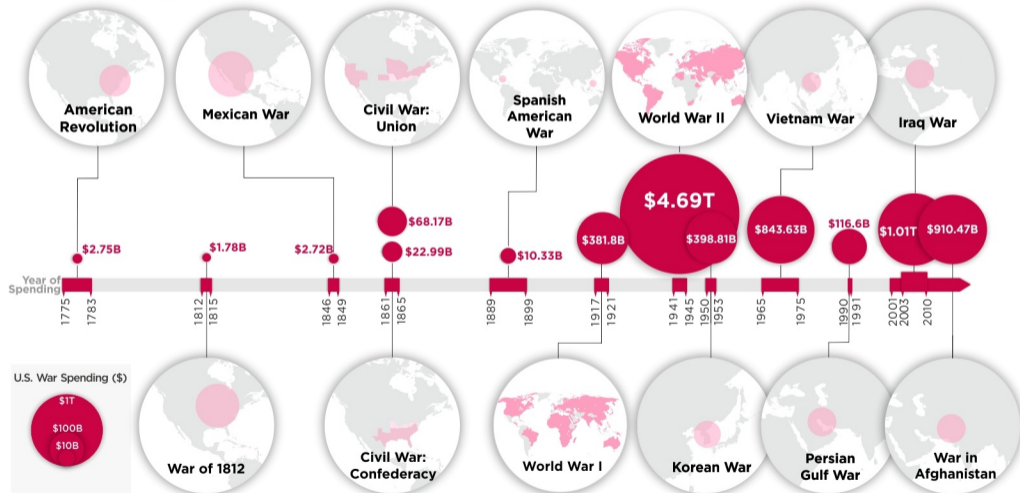 American
Revolution
Mexican War
Civil War:
Union
Spanish
American
War
World War II
Vietnam War
Iraq War
$2.75B
$1.78B
$2.72B
$68.17B
$22.99B
$10.33B
$381.8B
$4.69T
$398.81B
$843.63B
$116.6B
$1.01T
$910.47B
Year of
Spending
1775
1783
1812
1815
1846
1849
1861
1865
1889
1899
1917
1921
1941
1945
1950
1953
1965
1975
1990
1991
2001
2003
2010
U.S. War Spending ($)
$1T
$100B
$10B
War of 1812
Civil War:
Confederacy
World War I
Korean War
Persian
Gulf War
War in
Afghanistan